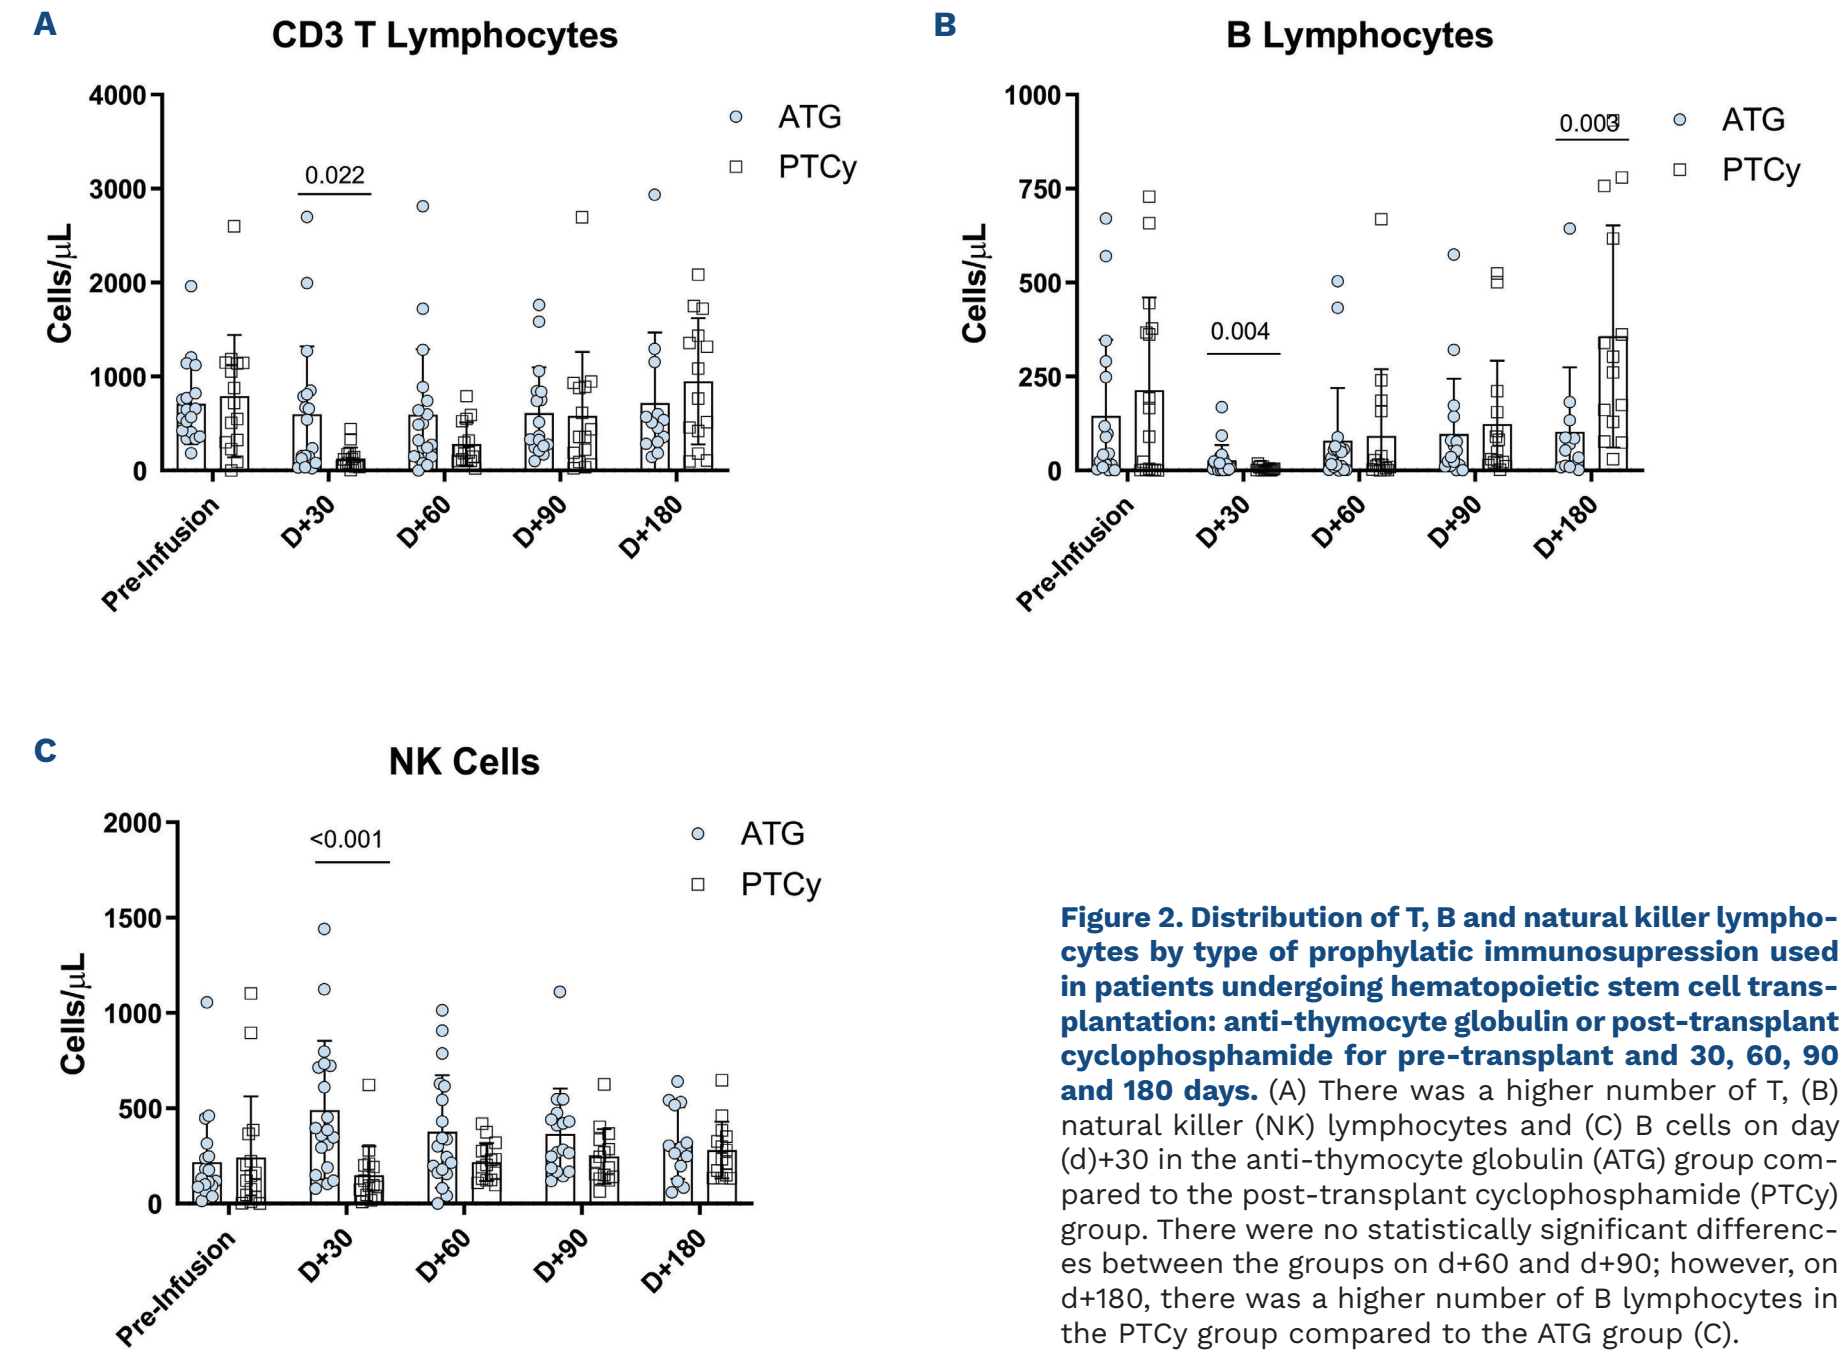 A
CD3 T Lymphocytes
4000
3000
2000
1000
0
Cells/µL
0.022
ATG
PTCy
Pre-Infusion
D+30
D+60
D+90
D+180
B
B Lymphocytes
1000
750
500
250
0
Cells/µL
0.004
0.003
ATG
PTCy
Pre-Infusion
D+30
D+60
D+90
D+180
C
NK Cells
2000
1500
1000
500
0
Cells/µL
<0.001
ATG
PTCy
Pre-Infusion
D+30
D+60
D+90
D+180
Figure 2. Distribution of T, B and natural killer lympho-
cytes by type of prophylatic immunosupression used
in patients undergoing hematopoietic stem cell trans-
plantation: anti-thymocyte globulin or post-transplant
cyclophosphamide for pre-transplant and 30, 60, 90
and 180 days. (A) There was a higher number of T, (B)
natural killer (NK) lymphocytes and (C) B cells on day
(d)+30 in the anti-thymocyte globulin (ATG) group com-
pared to the post-transplant cyclophosphamide (PTCy)
group. There were no statistically significant differenc-
es between the groups on d+60 and d+90; however, on
d+180, there was a higher number of B lymphocytes in
the PTCy group compared to the ATG group (C).